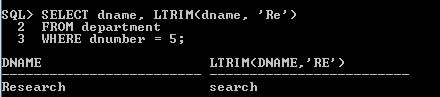 SQL> SELECT dname, LTRIM(dname, 'Re')
2 FROM department
3 WHERE dnumber = 5;
DNAME LTRIM(DNAME,'RE')
------------------------- -------------------------
Research search